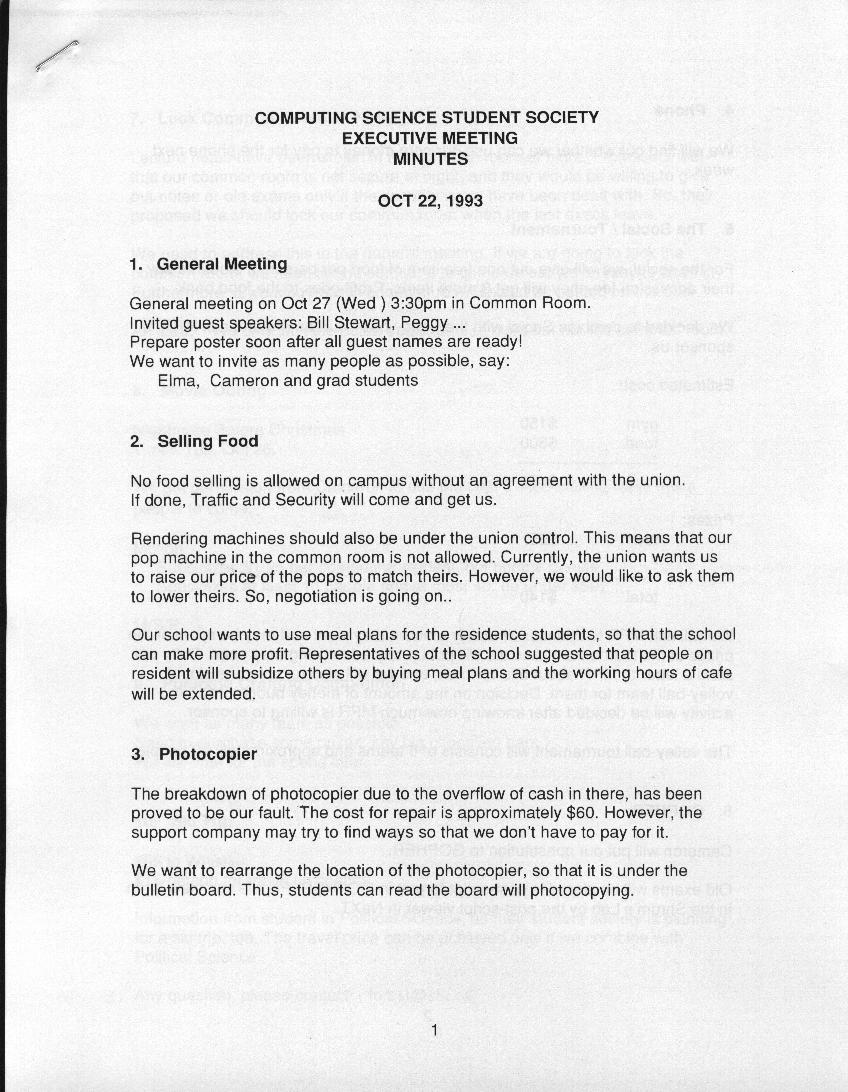 COMPUTING SCIENCE STUDENT SOCIETY
EXECUTIVE MEETING
MINUTES
OCT 22, 1993
1. General Meeting
General meeting on Oct 27 (Wed ) 3:30pm in Common Room.
Invited guest speakers: Bill Stewart, Peggy ...
Prepare poster soon after all guest names are ready!
We want to invite as many people as possible, say:
Elma, Cameron and grad students
2. Selling Food
No food selling is allowed on campus without an agreement with the union.
If done, Traffic and Security will come and get us.
Rendering machines should also be under the union control. This means that our
pop machine in the common room is not allowed. Currently, the union wants us
to raise our price of the pops to match theirs. However, we would like to ask them
to lower theirs. So, negotiation is going on..
Our school wants to use meal plans for the residence students, so that the school
can make more profit. Representatives of the school suggested that people on
resident will subsidize others by buying meal plans and the working hours of cafe
will be extended.
3. Photocopier
The breakdown of photocopier due to the overflow of cash in there, has been
proved to be our fault. The cost for repair is approximately $60. However, the
support company may try to find ways so that we don't have to pay for it.
We want to rearrange the location of the photocopier, so that it is under the
bulletin board. Thus, students can read the board will photocopying.
1